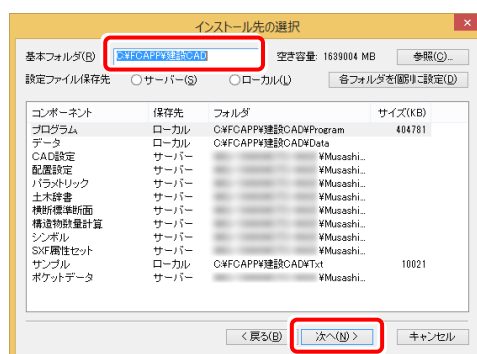 インストール先の選択
基本フォルダ(R) C:¥FCAPP¥建設CAD 空き容量: 1639004 MB 参照(C)...
設定ファイル保存先 サーバー(S) ローカル(L) 各フォルダを個別に設定(D)
コンポーネント 保存先 フォルダ サイズ(KB)
プログラム ローカル C:¥FCAPP¥建設CAD¥Program 404781
データ ローカル C:¥FCAPP¥建設CAD¥Data
CAD設定 サーバー ¥Musashi...
配置設定 サーバー ¥Musashi...
パラメトリック サーバー ¥Musashi...
土木辞書 サーバー ¥Musashi...
横断標準断面 サーバー ¥Musashi...
構造物数量計算 サーバー ¥Musashi...
シンボル サーバー ¥Musashi...
SXF属性セット サーバー ¥Musashi...
サンプル ローカル C:¥FCAPP¥建設CAD¥Txt 10021
ポケットデータ サーバー ¥Musashi...
< 戻る(B) 次へ(N) > キャンセル